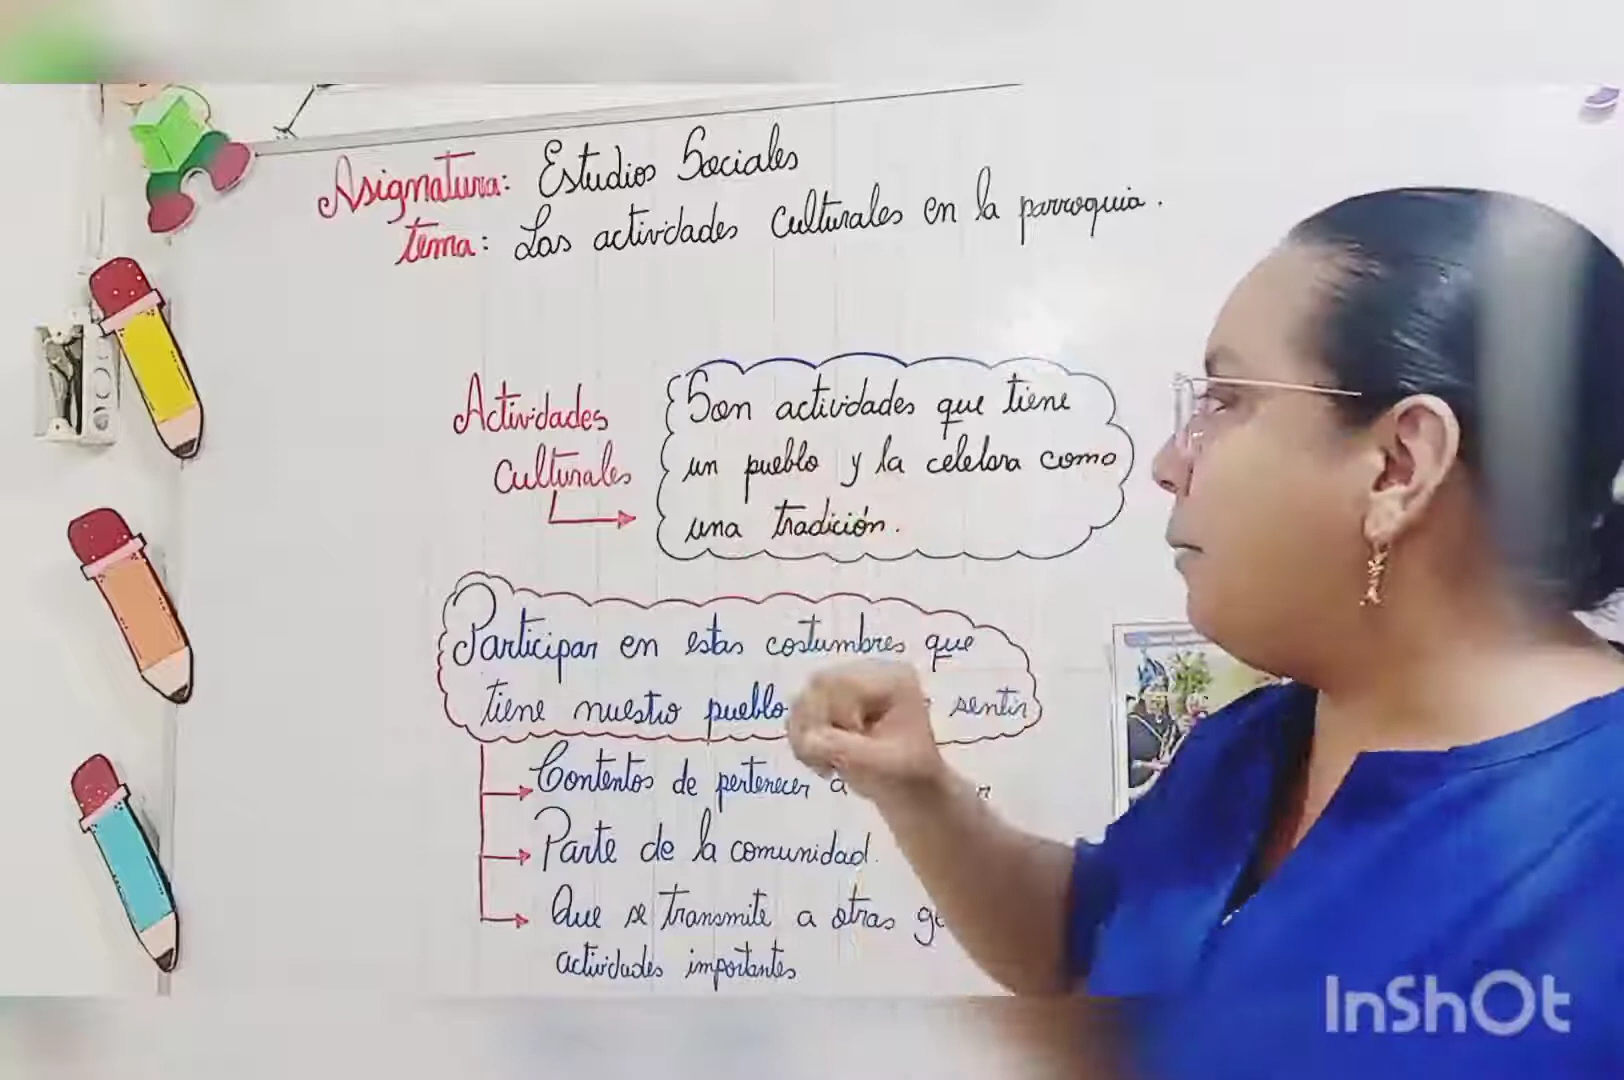 Asignatura: Estudios Sociales
tema: Las actividades culturales en la parroquia.
Actividades
culturales
Son actividades que tiene
un pueblo y la celebra como
una tradición.
Participar en estas costumbres que
tiene nuestro pueblo sentir
Contentos de pertenecer a
Parte de la comunidad.
Que se transmite a otras
actividades importantes
InShOt